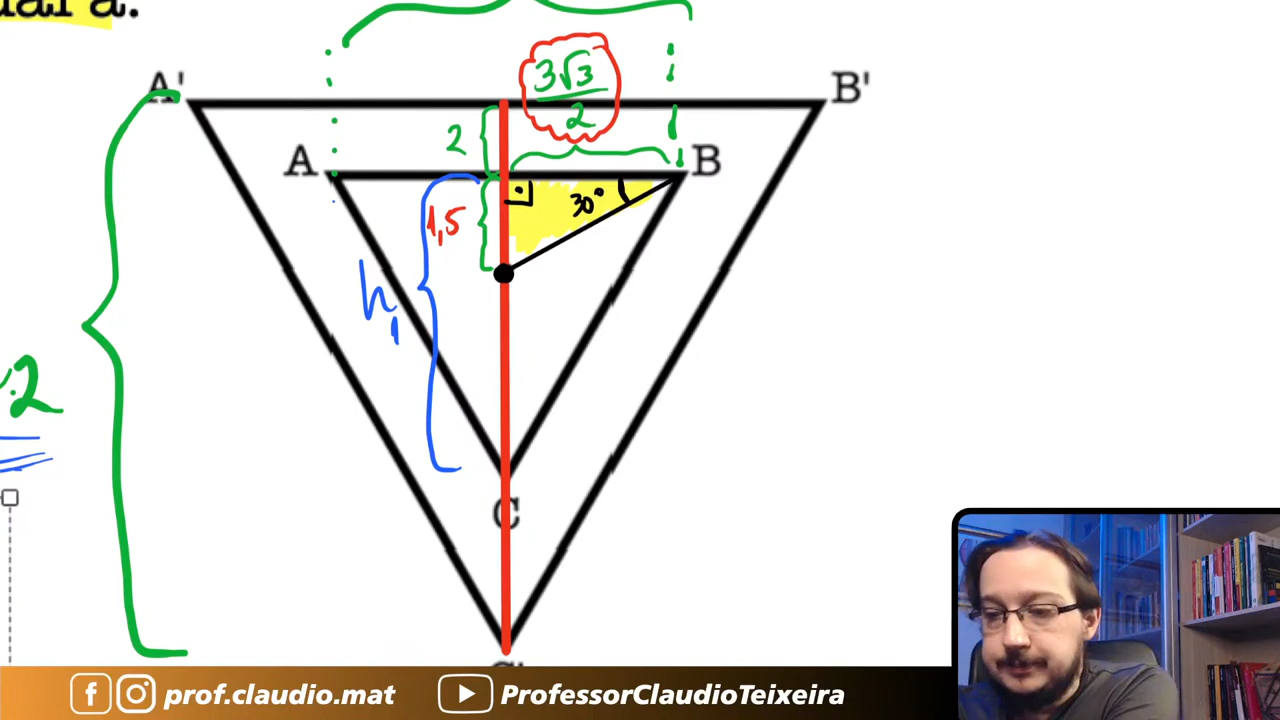 A'
B'
3√3
2
2
A
B
30°
1,5
h₁
.2
C
prof.claudio.mat
ProfessorClaudioTeixeira